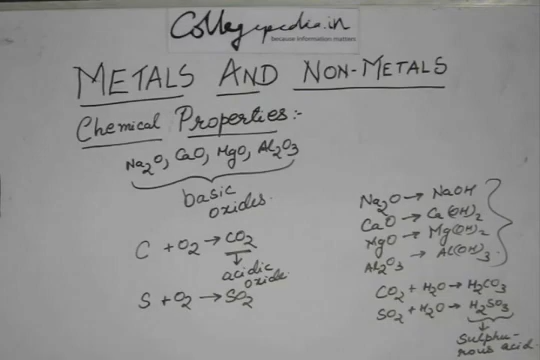 Collegepedia.in
because information matters
METALS AND NON-METALS
Chemical Properties:-
Na₂O, CaO, MgO, Al₂O₃
basic
oxides.
C + O₂ → CO₂
↓
acidic
oxide.
S + O₂ → SO₂
Na₂O → NaOH
CaO → Ca(OH)₂
MgO → Mg(OH)₂
Al₂O₃ → Al(OH)₃
CO₂ + H₂O → H₂CO₃
SO₂ + H₂O → H₂SO₃
↓
Sulphu-
rous acid.